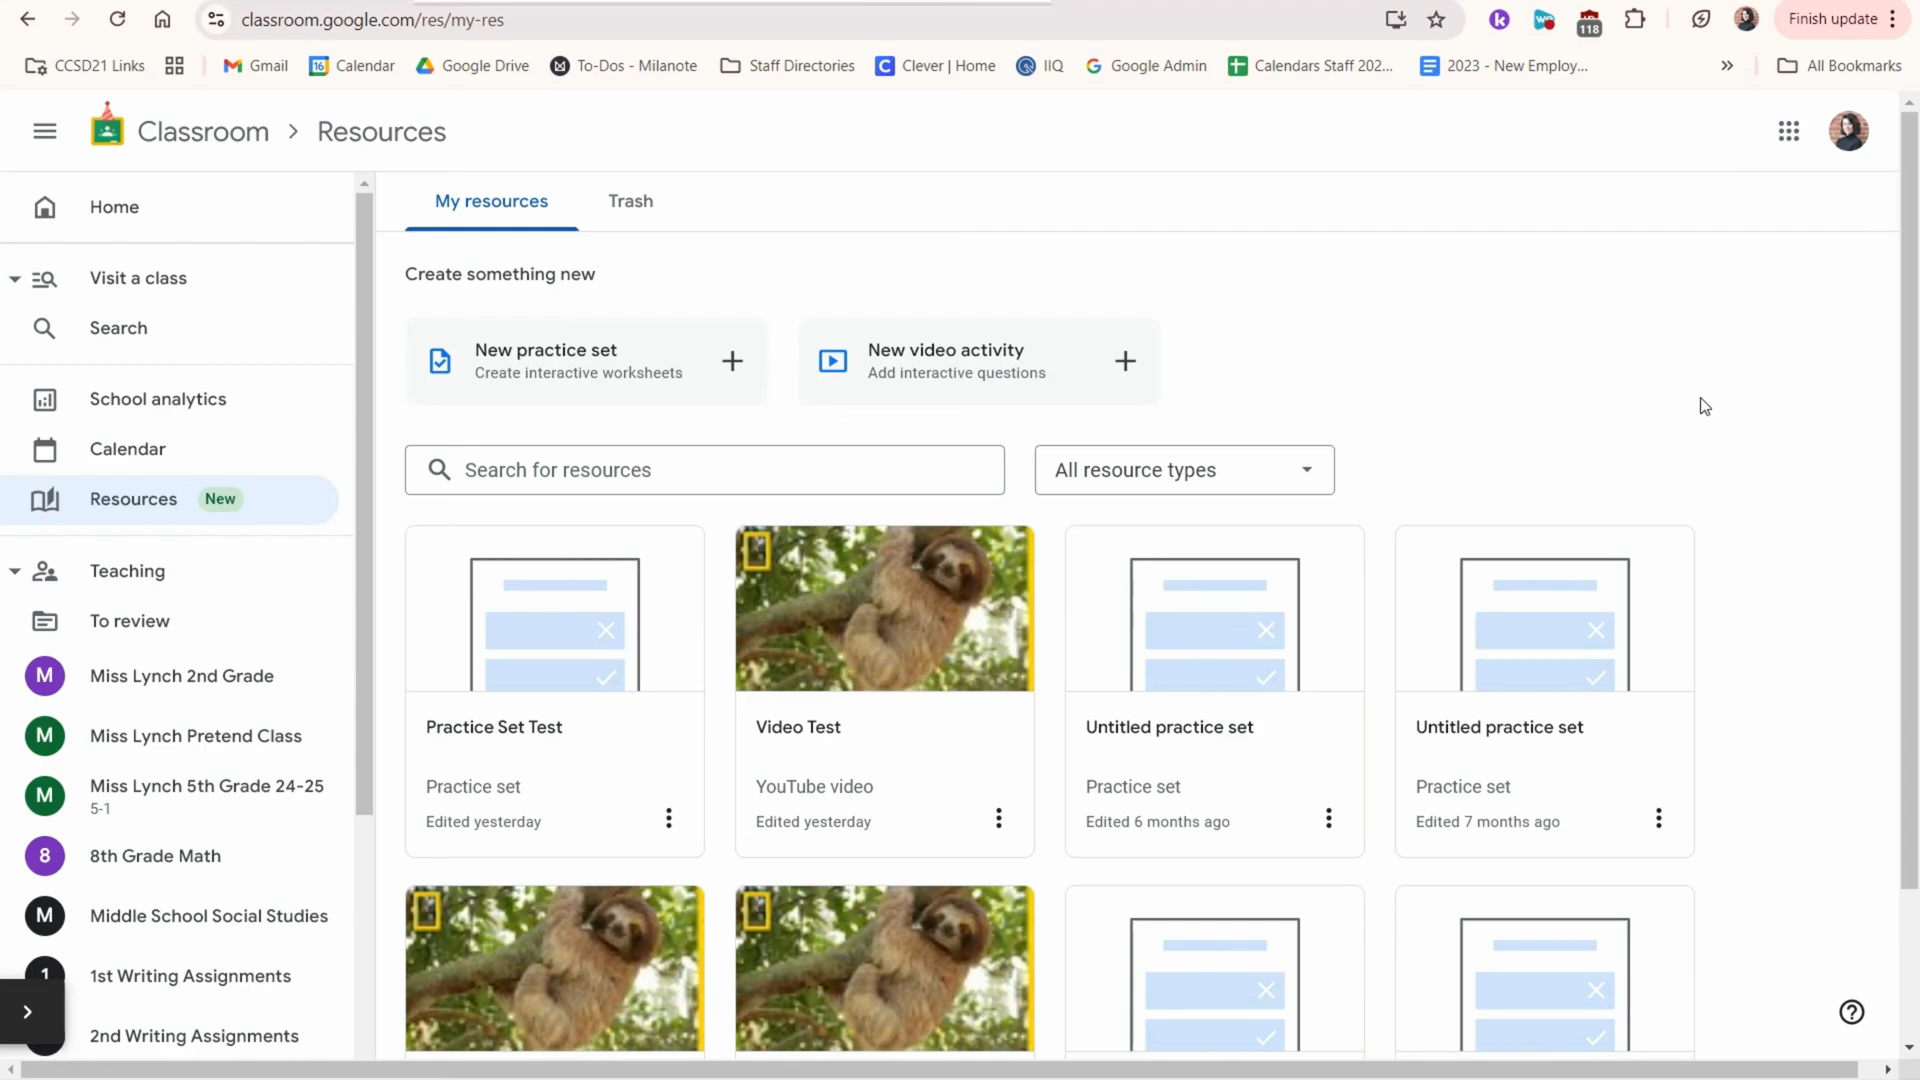 classroom.google.com/res/my-res
118
Finish update
CCSD21 Links
Gmail
16
Calendar
Google Drive
To-Dos - Milanote
Staff Directories
C
Clever | Home
IIQ
Google Admin
Calendars Staff 202...
2023 - New Employ...
All Bookmarks
Classroom > Resources
Home
Visit a class
Search
School analytics
Calendar
Resources New
Teaching
To review
M Miss Lynch 2nd Grade
M Miss Lynch Pretend Class
M Miss Lynch 5th Grade 24-25
5-1
8 8th Grade Math
M Middle School Social Studies
1 1st Writing Assignments
2nd Writing Assignments
My resources
Trash
Create something new
New practice set
Create interactive worksheets
New video activity
Add interactive questions
Search for resources
All resource types
Practice Set Test
Practice set
Edited yesterday
Video Test
YouTube video
Edited yesterday
Untitled practice set
Practice set
Edited 6 months ago
Untitled practice set
Practice set
Edited 7 months ago